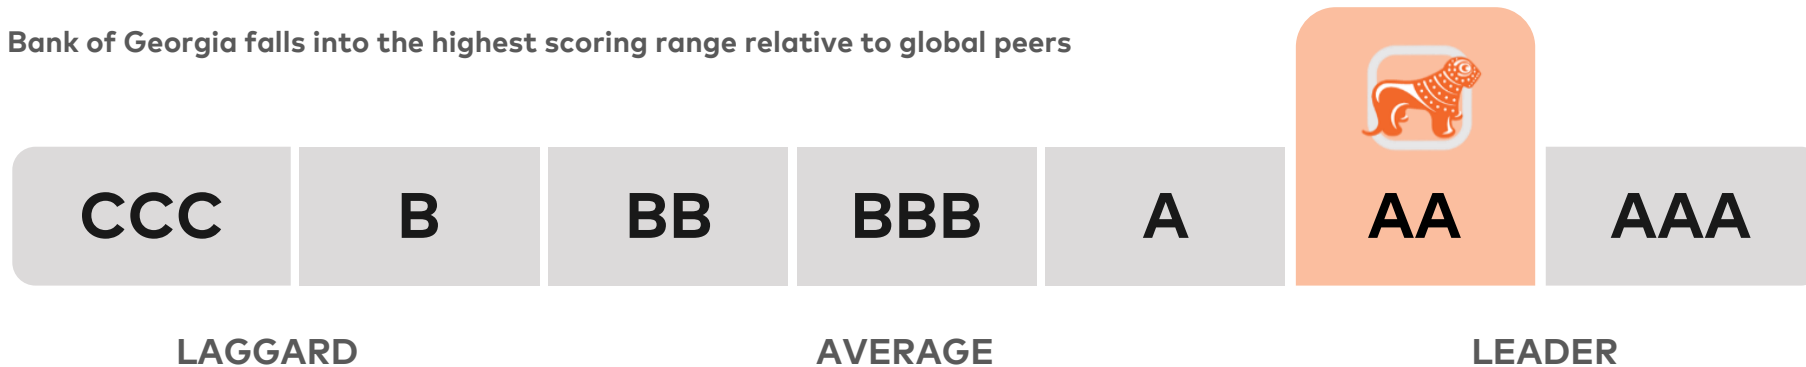 Bank of Georgia falls into the highest scoring range relative to global peers
CCC B BB BBB A AA AAA
LAGGARD AVERAGE LEADER